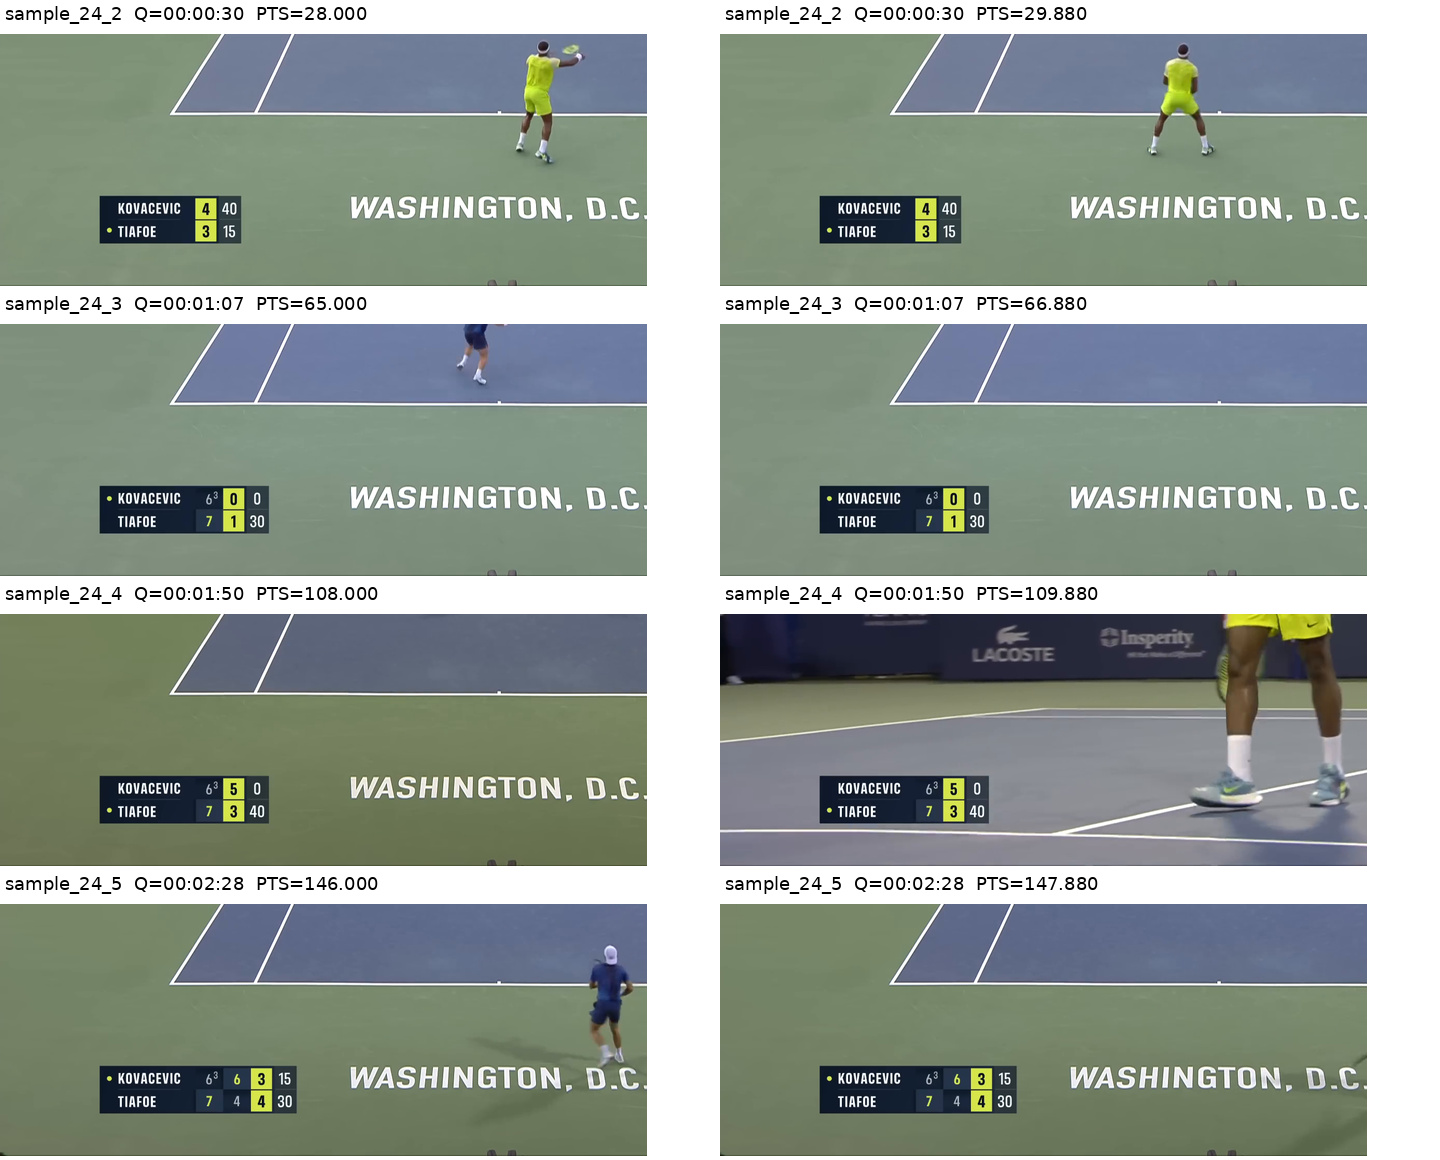 sample_24_2 Q=00:00:30 PTS=28.000
sample_24_2 Q=00:00:30 PTS=29.880
KOVACEVIC 4 40
TIAFOE 3 15
WASHINGTON, D.C.
KOVACEVIC 4 40
TIAFOE 3 15
WASHINGTON, D.C.
sample_24_3 Q=00:01:07 PTS=65.000
sample_24_3 Q=00:01:07 PTS=66.880
KOVACEVIC 6³ 0 0
TIAFOE 7 1 30
WASHINGTON, D.C.
KOVACEVIC 6³ 0 0
TIAFOE 7 1 30
WASHINGTON, D.C.
sample_24_4 Q=00:01:50 PTS=108.000
sample_24_4 Q=00:01:50 PTS=109.880
KOVACEVIC 6³ 5 0
TIAFOE 7 3 40
WASHINGTON, D.C.
LACOSTE
Insperity
KOVACEVIC 6³ 5 0
TIAFOE 7 3 40
sample_24_5 Q=00:02:28 PTS=146.000
sample_24_5 Q=00:02:28 PTS=147.880
KOVACEVIC 6³ 6 3 15
TIAFOE 7 4 4 30
WASHINGTON, D.C.
KOVACEVIC 6³ 6 3 15
TIAFOE 7 4 4 30
WASHINGTON, D.C.